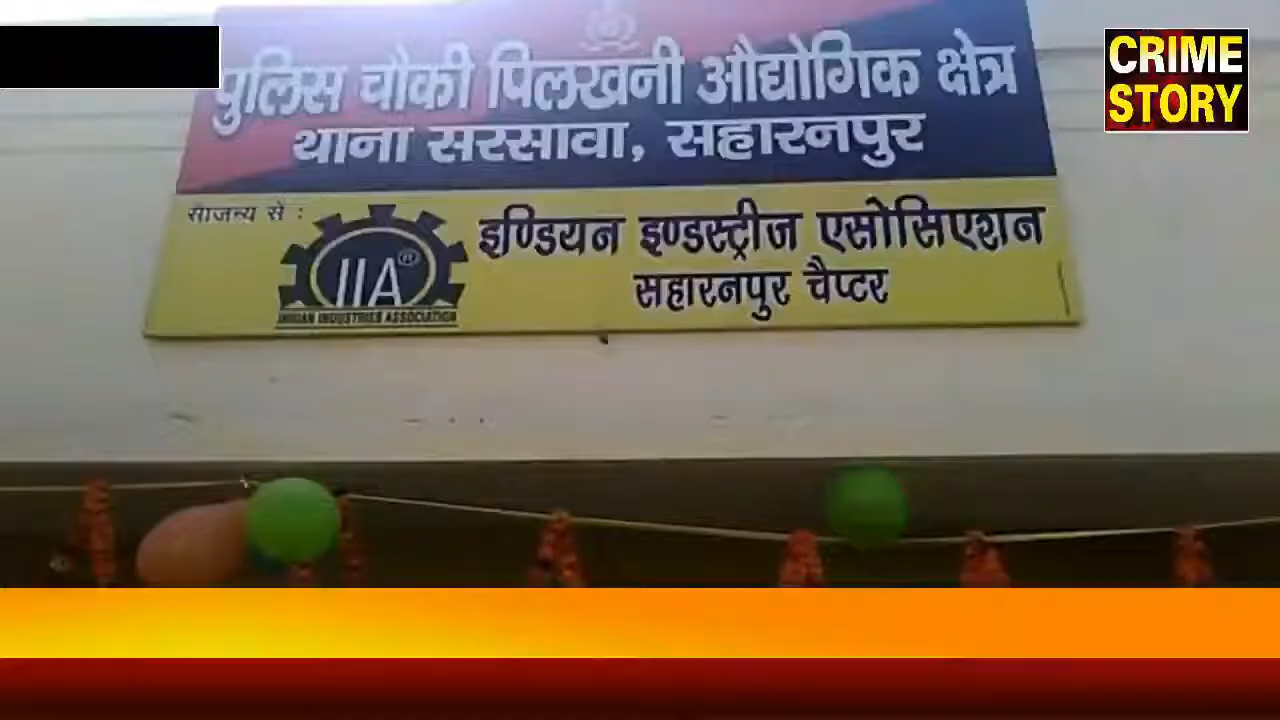 CRIME
STORY
पुलिस चौकी पिलखनी औद्योगिक क्षेत्र
थाना सरसावा, सहारनपुर
सौजन्य से :
IIA®
INDIAN INDUSTRIES ASSOCIATION
इण्डियन इण्डस्ट्रीज एसोसिएशन
सहारनपुर चैप्टर